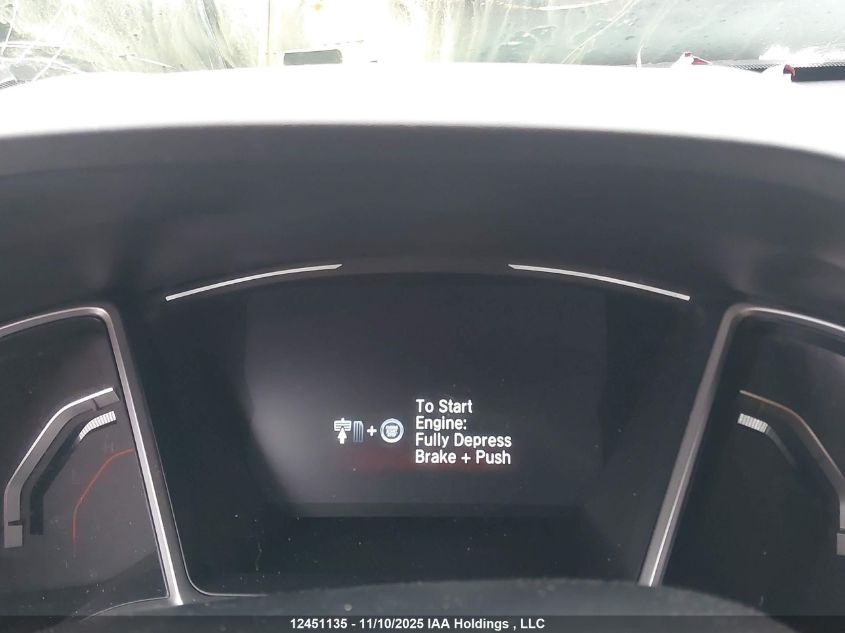 To Start
Engine:
Fully Depress
Brake + Push
12451135 - 11/10/2025 IAA Holdings , LLC